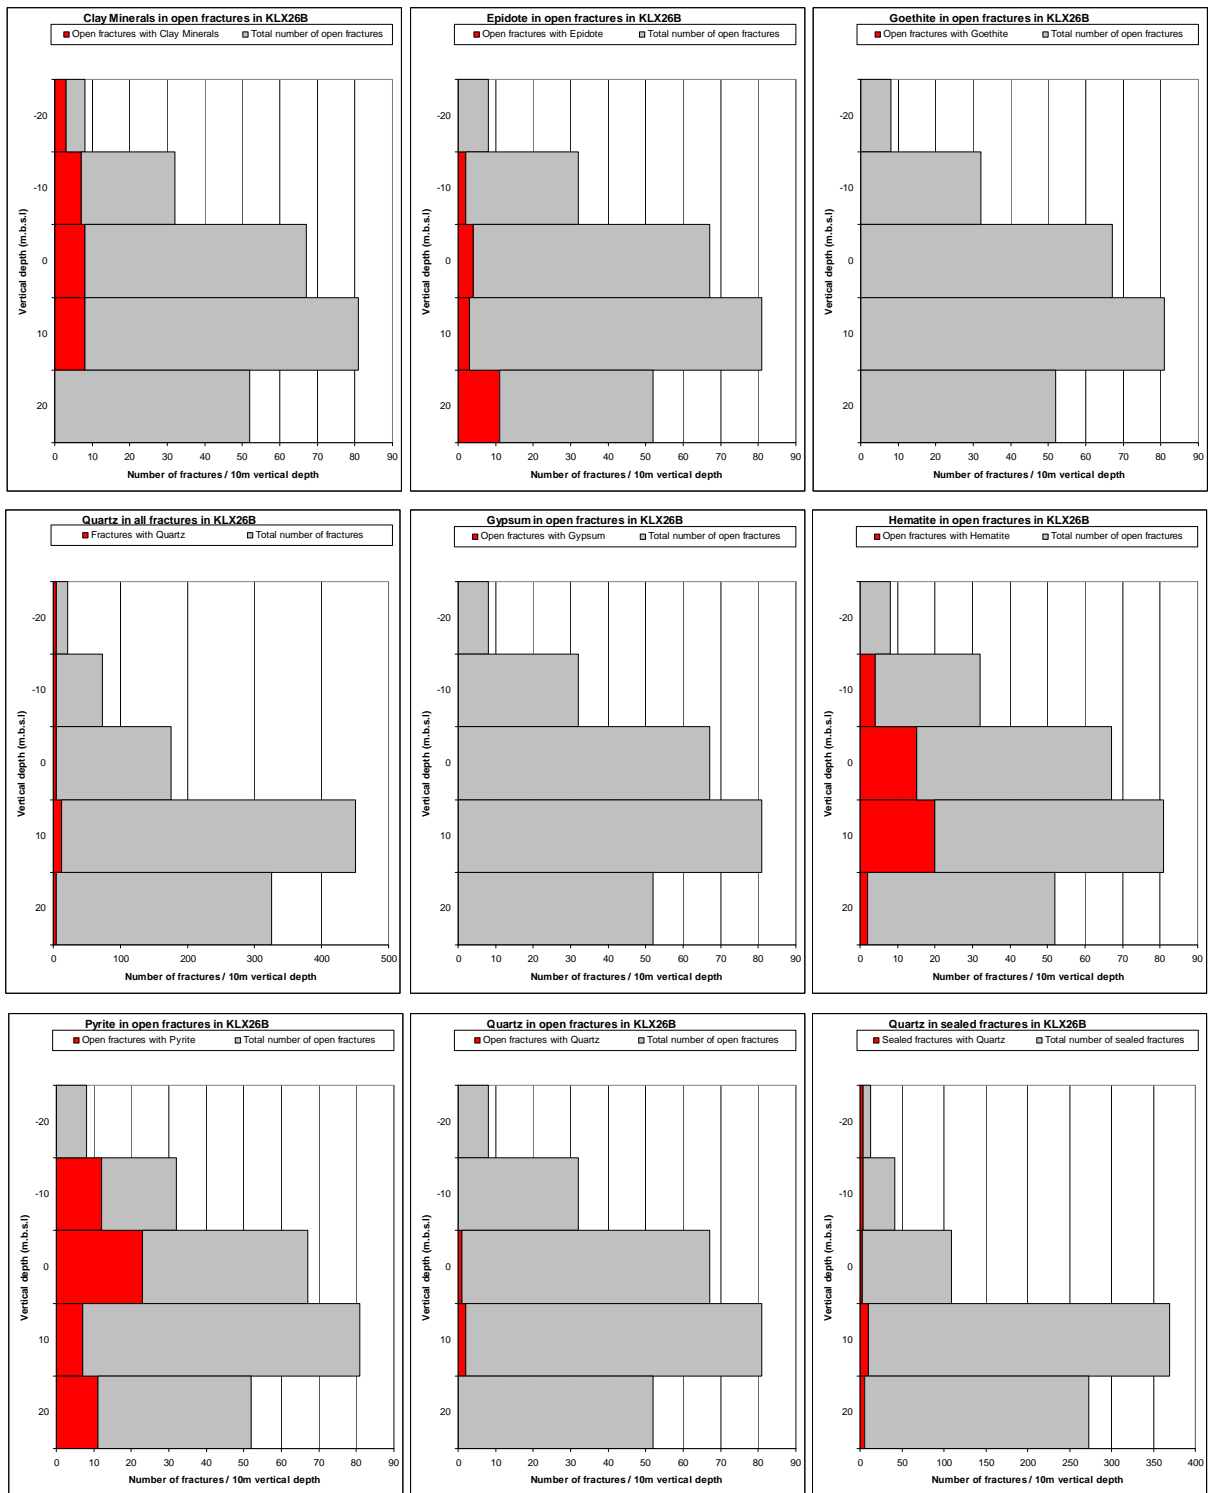 Clay Minerals in open fractures in KLX26B
Open fractures with Clay Minerals Total number of open fractures
Vertical depth (m.b.s.l)
-20
-10
0
10
20
0 10 20 30 40 50 60 70 80 90
Number of fractures / 10m vertical depth
Epidote in open fractures in KLX26B
Open fractures with Epidote Total number of open fractures
Vertical depth (m.b.s.l)
-20
-10
0
10
20
0 10 20 30 40 50 60 70 80 90
Number of fractures / 10m vertical depth
Goethite in open fractures in KLX26B
Open fractures with Goethite Total number of open fractures
Vertical depth (m.b.s.l)
-20
-10
0
10
20
0 10 20 30 40 50 60 70 80 90
Number of fractures / 10m vertical depth
Quartz in all fractures in KLX26B
Fractures with Quartz Total number of fractures
Vertical depth (m.b.s.l)
-20
-10
0
10
20
0 100 200 300 400 500
Number of fractures / 10m vertical depth
Gypsum in open fractures in KLX26B
Open fractures with Gypsum Total number of open fractures
Vertical depth (m.b.s.l)
-20
-10
0
10
20
0 10 20 30 40 50 60 70 80 90
Number of fractures / 10m vertical depth
Hematite in open fractures in KLX26B
Open fractures with Hematite Total number of open fractures
Vertical depth (m.b.s.l)
-20
-10
0
10
20
0 10 20 30 40 50 60 70 80 90
Number of fractures / 10m vertical depth
Pyrite in open fractures in KLX26B
Open fractures with Pyrite Total number of open fractures
Vertical depth (m.b.s.l)
-20
-10
0
10
20
0 10 20 30 40 50 60 70 80 90
Number of fractures / 10m vertical depth
Quartz in open fractures in KLX26B
Open fractures with Quartz Total number of open fractures
Vertical depth (m.b.s.l)
-20
-10
0
10
20
0 10 20 30 40 50 60 70 80 90
Number of fractures / 10m vertical depth
Quartz in sealed fractures in KLX26B
Sealed fractures with Quartz Total number of sealed fractures
Vertical depth (m.b.s.l)
-20
-10
0
10
20
0 50 100 150 200 250 300 350 400
Number of fractures / 10m vertical depth